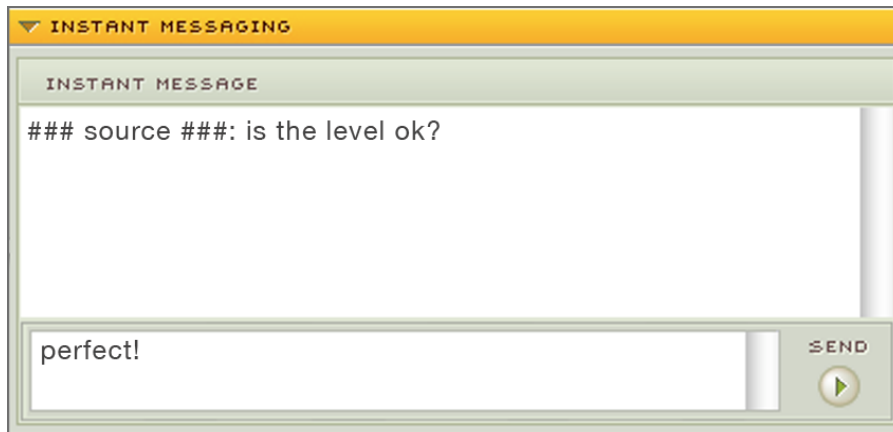 INSTANT MESSAGING
INSTANT MESSAGE
### source ###: is the level ok?
perfect!
SEND